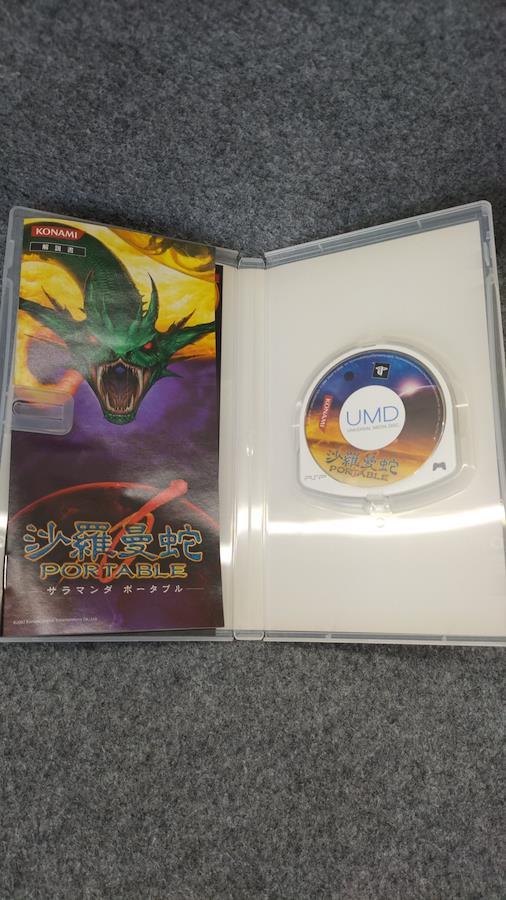 KONAMI
解説書
沙羅曼蛇
PORTABLE
サラマンダ ポータブル
KONAMI
UMD
UNIVERSAL MEDIA DISC
沙羅曼蛇
PORTABLE
PSP